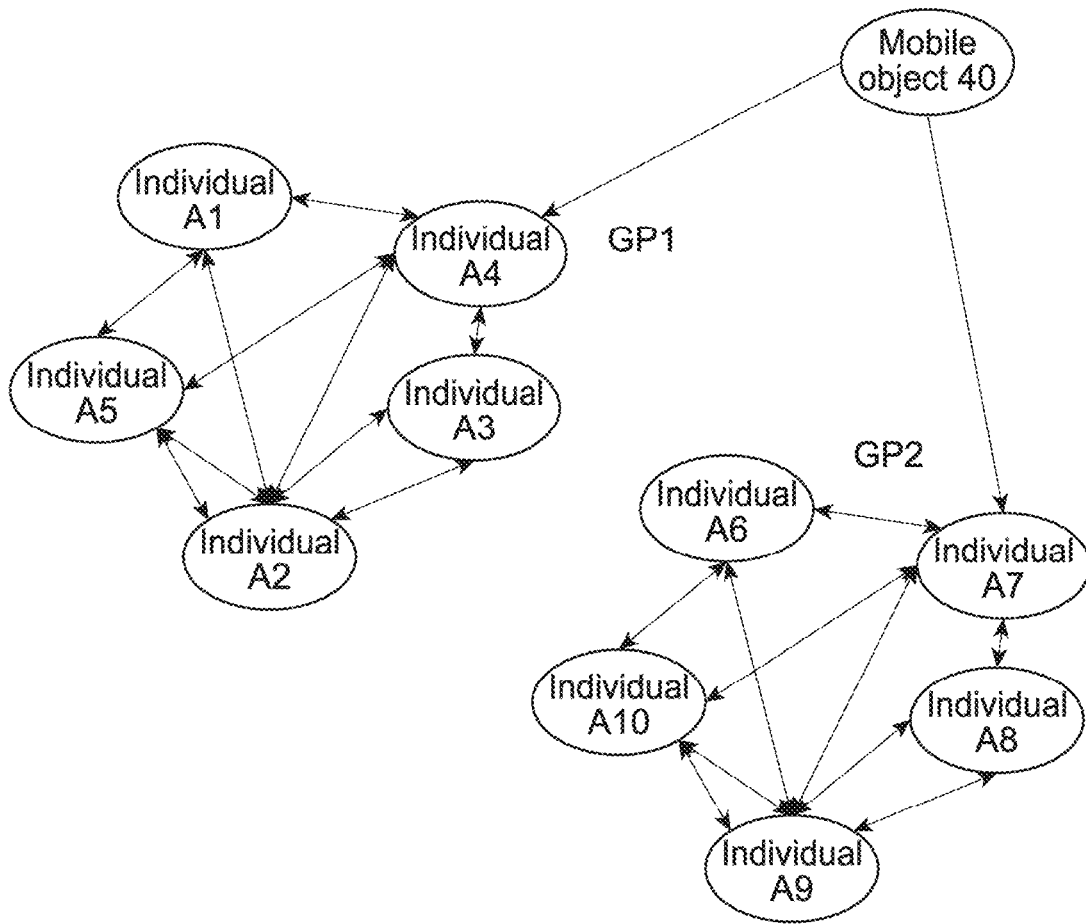 Mobile
object 40
Individual
A1
Individual
A4
GP1
Individual
A5
Individual
A3
GP2
Individual
A6
Individual
A2
Individual
A7
Individual
A10
Individual
A8
Individual
A9